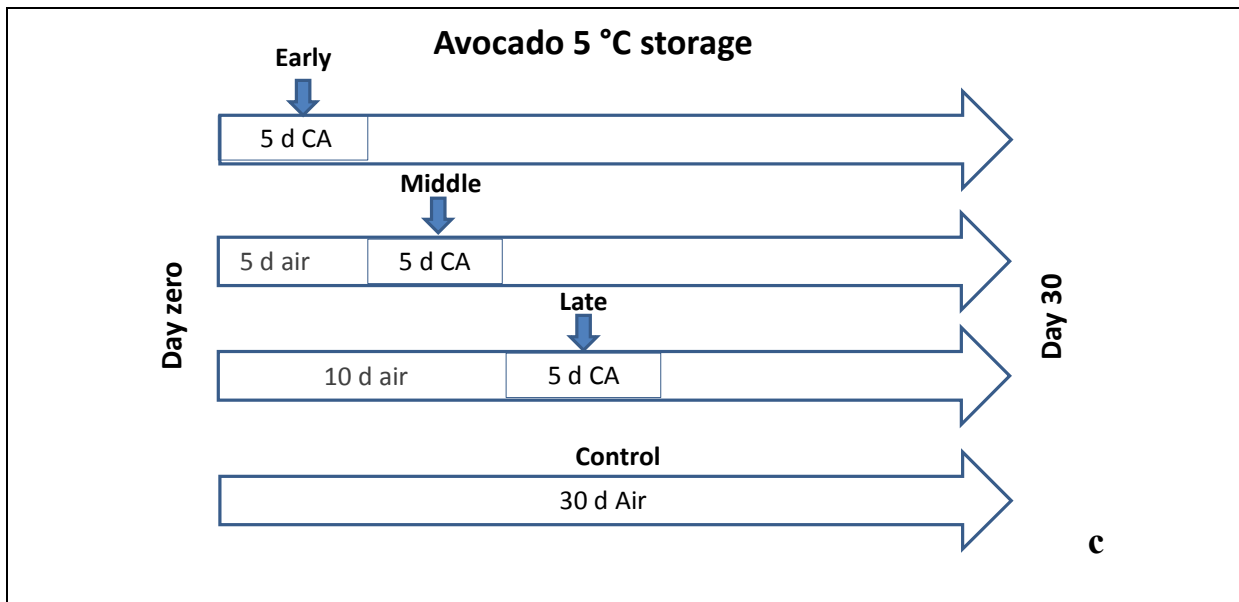 Avocado 5 °C storage
Early
5 d CA
Middle
5 d air
5 d CA
Late
10 d air
5 d CA
Control
30 d Air
Day zero
Day 30
c